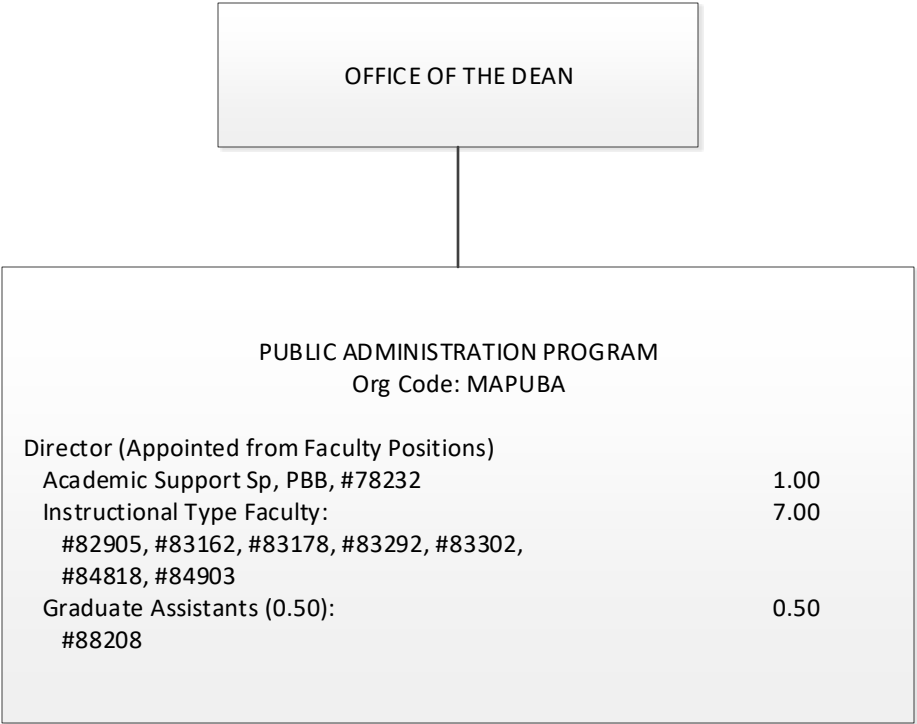 OFFICE OF THE DEAN
PUBLIC ADMINISTRATION PROGRAM
Org Code: MAPUBA
Director (Appointed from Faculty Positions)
Academic Support Sp, PBB, #78232 1.00
Instructional Type Faculty: 7.00
#82905, #83162, #83178, #83292, #83302,
#84818, #84903
Graduate Assistants (0.50): 0.50
#88208